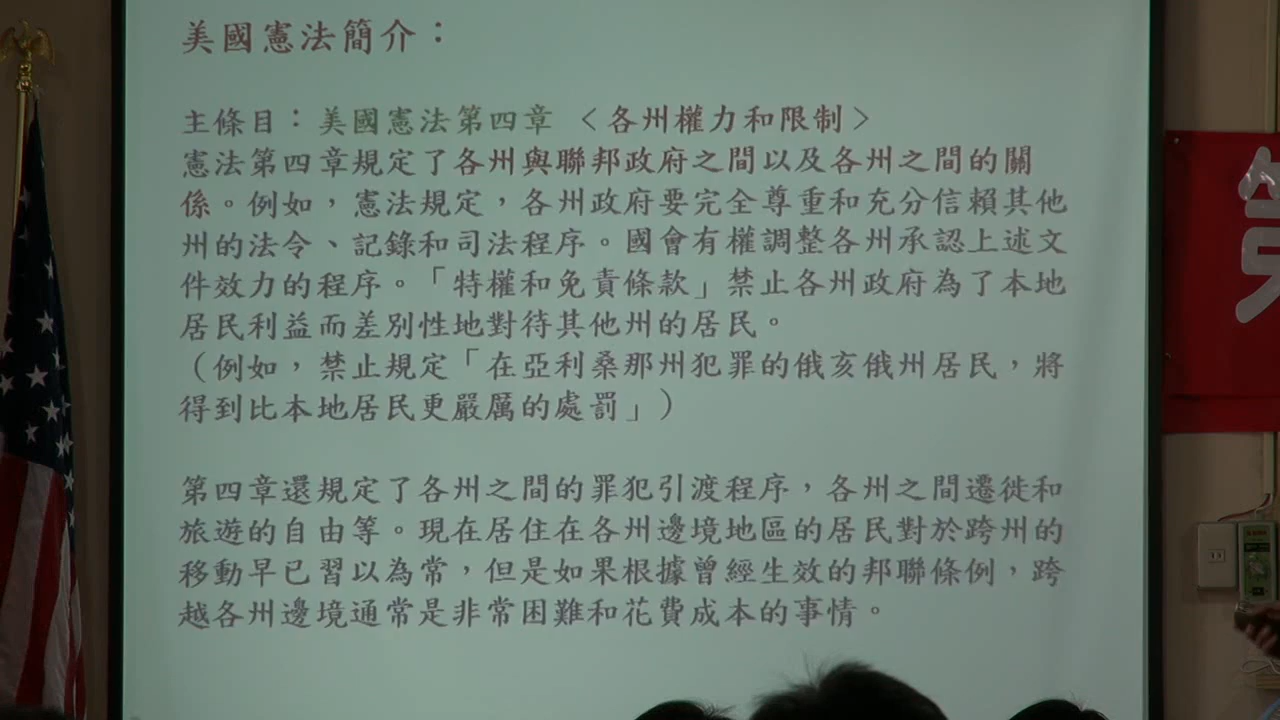 美國憲法簡介：
主條目：美國憲法第四章 〈各州權力和限制〉
憲法第四章規定了各州與聯邦政府之間以及各州之間的關
係。例如，憲法規定，各州政府要完全尊重和充分信賴其他
州的法令、記錄和司法程序。國會有權調整各州承認上述文
件效力的程序。「特權和免責條款」禁止各州政府為了本地
居民利益而差別性地對待其他州的居民。
（例如，禁止規定「在亞利桑那州犯罪的俄亥俄州居民，將
得到比本地居民更嚴厲的處罰」）
第四章還規定了各州之間的罪犯引渡程序，各州之間遷徙和
旅遊的自由等。現在居住在各州邊境地區的居民對於跨州的
移動早已習以為常，但是如果根據曾經生效的邦聯條例，跨
越各州邊境通常是非常困難和花費成本的事情。